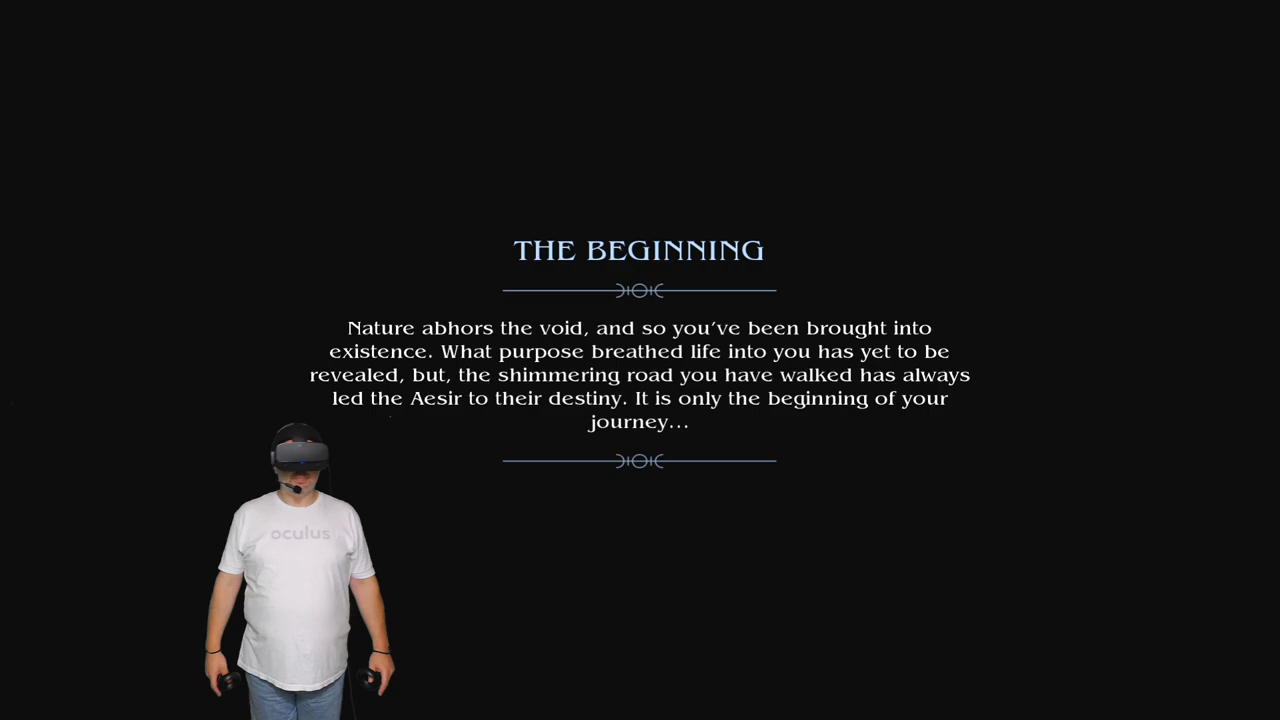 THE BEGINNING
Nature abhors the void, and so you've been brought into
existence. What purpose breathed life into you has yet to be
revealed, but, the shimmering road you have walked has always
led the Aesir to their destiny. It is only the beginning of your
journey...
oculus